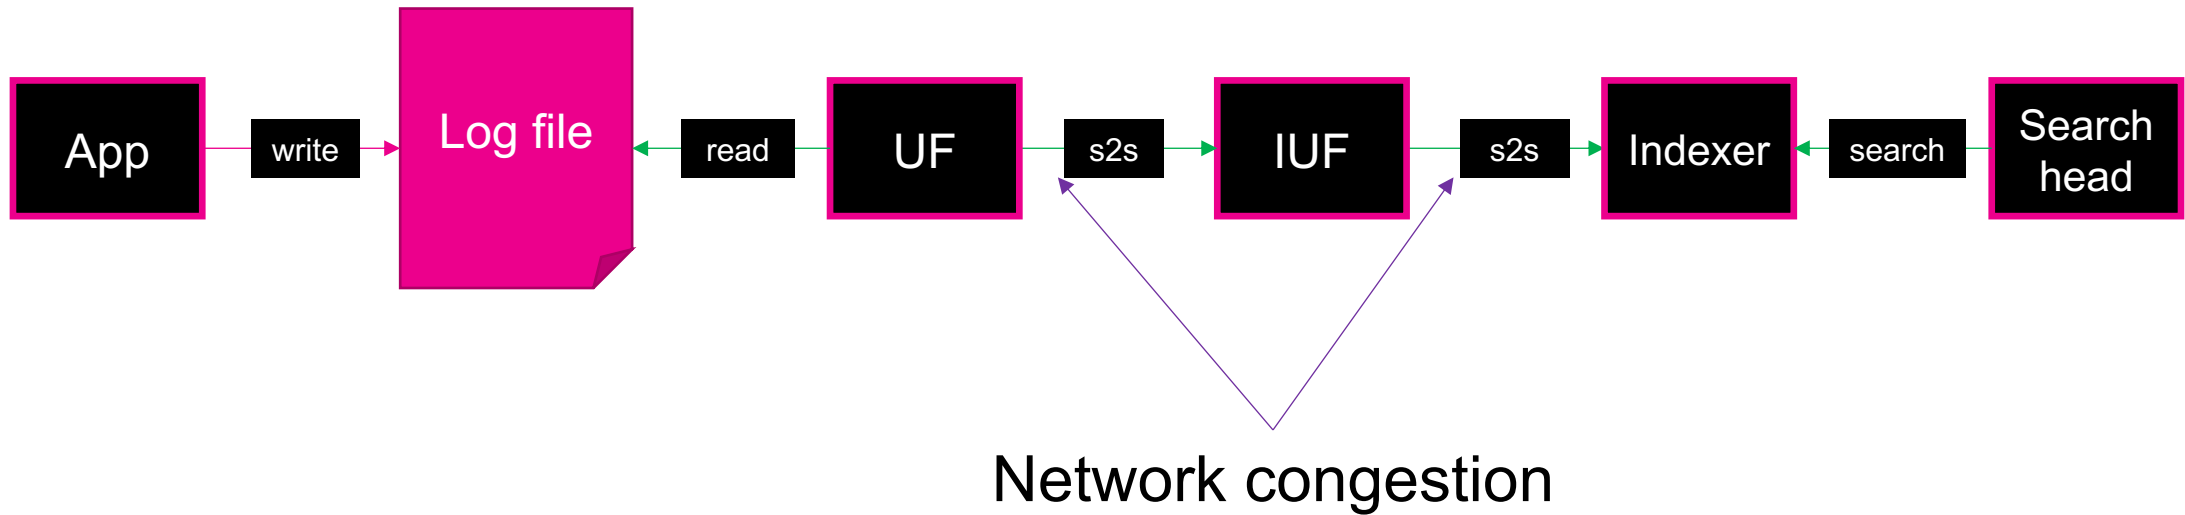 App
write
Log file
read
UF
s2s
IUF
s2s
Indexer
search
Search
head
Network congestion